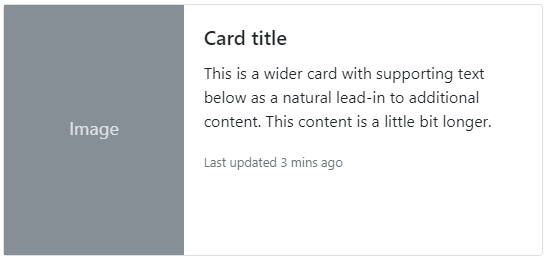 Image
Card title
This is a wider card with supporting text
below as a natural lead-in to additional
content. This content is a little bit longer.
Last updated 3 mins ago